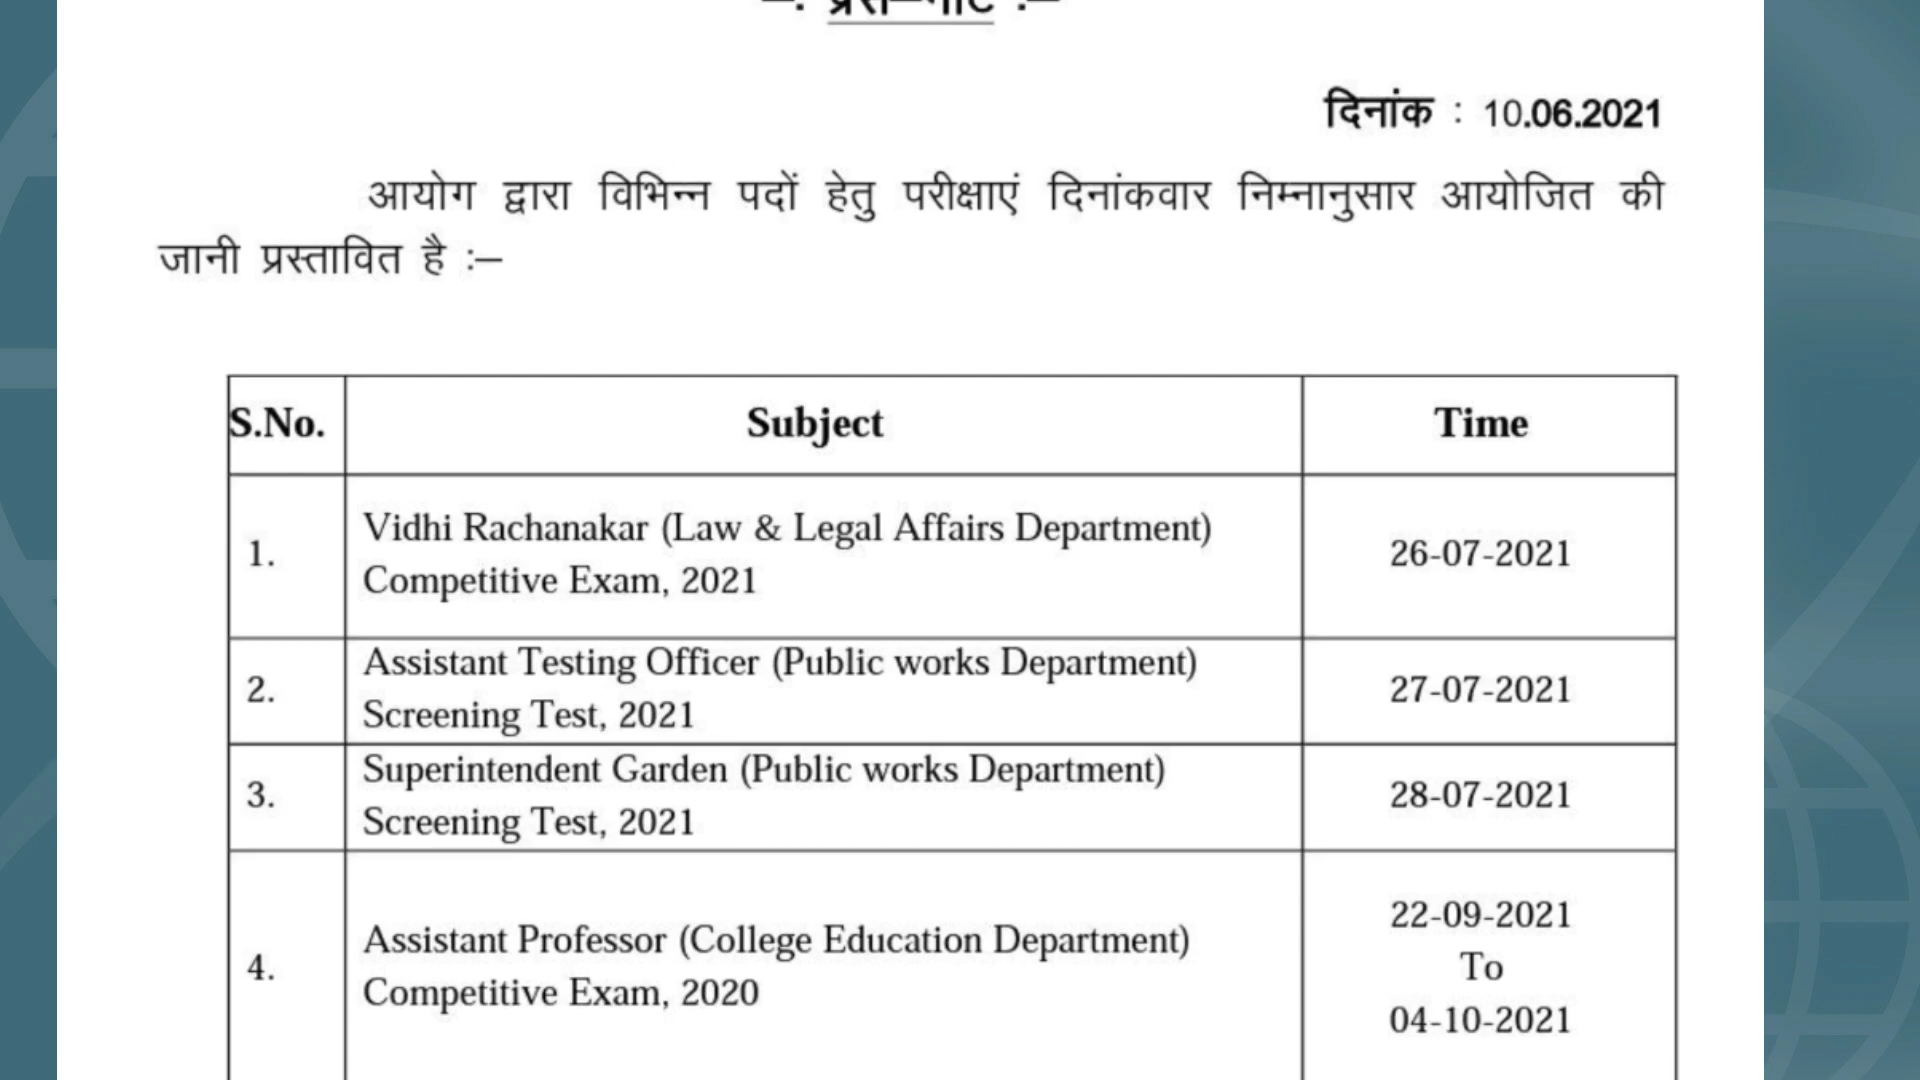 –: प्रेस–नोट :–
दिनांक : 10.06.2021
आयोग द्वारा विभिन्न पदों हेतु परीक्षाएं दिनांकवार निम्नानुसार आयोजित की
जानी प्रस्तावित है :–
S.No. Subject Time
1. Vidhi Rachanakar (Law & Legal Affairs Department)
Competitive Exam, 2021 26-07-2021
2. Assistant Testing Officer (Public works Department)
Screening Test, 2021 27-07-2021
3. Superintendent Garden (Public works Department)
Screening Test, 2021 28-07-2021
4. Assistant Professor (College Education Department)
Competitive Exam, 2020
22-09-2021
To
04-10-2021